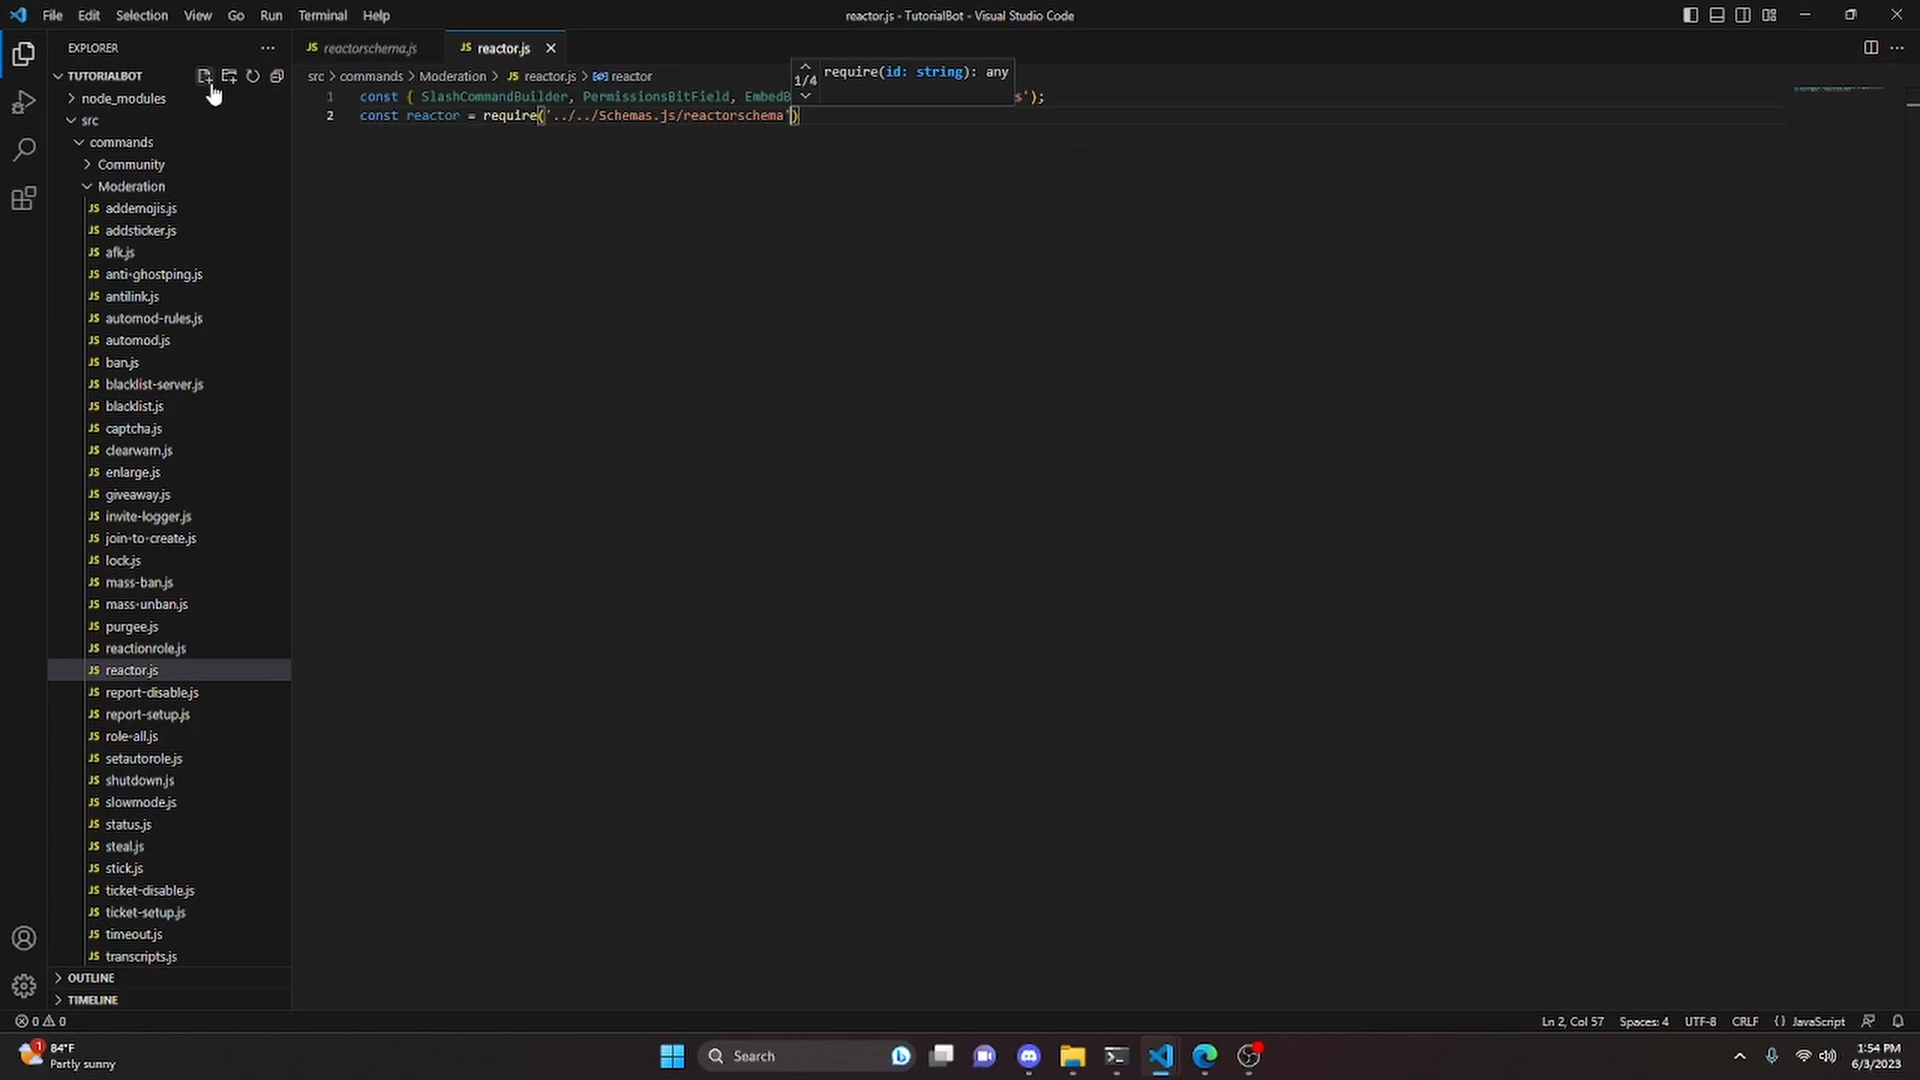 File Edit Selection View Go Run Terminal Help
reactor.js - TutorialBot - Visual Studio Code
EXPLORER
reactorschema.js
reactor.js
TUTORIALBOT
src > commands > Moderation > reactor.js > reactor
1/4 require(id: string): any
node_modules
src
commands
Community
Moderation
addemojis.js
addsticker.js
afk.js
anti-ghostping.js
antilink.js
automod-rules.js
automod.js
ban.js
blacklist-server.js
blacklist.js
captcha.js
clearwarn.js
enlarge.js
giveaway.js
invite-logger.js
join-to-create.js
lock.js
mass-ban.js
mass-unban.js
purgee.js
reactionrole.js
reactor.js
report-disable.js
report-setup.js
role-all.js
setautorole.js
shutdown.js
slowmode.js
status.js
steal.js
stick.js
ticket-disable.js
ticket-setup.js
timeout.js
transcripts.js
OUTLINE
TIMELINE
1 const { SlashCommandBuilder, PermissionsBitField, EmbedB s');
2 const reactor = require('../../Schemas.js/reactorschema')
0 0
Ln 2, Col 57 Spaces: 4 UTF-8 CRLF {} JavaScript
1
84°F
Partly sunny
Search
1:54 PM
6/3/2023